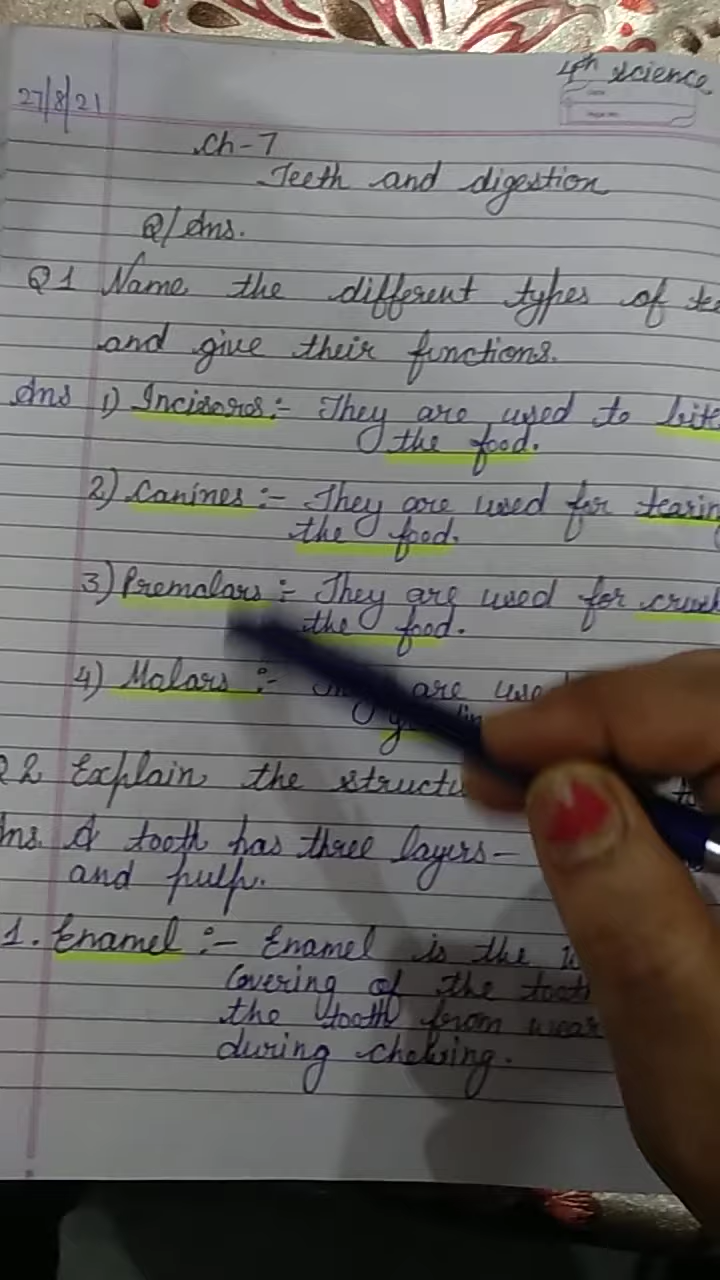 4th science
27/8/21
Ch-7
Teeth and digestion
Q/Ans.
Q1 Name the different types of
and give their functions.
Ans 1) Incisors:- They are used to
the food.
2) Canines :- They are used for
the food.
3) Premolars :- They are used for
the food.
4) Molars :- are
Q2 Explain the
Ans. A tooth has three layers-
and pulp.
1. Enamel :- Enamel is the
Covering of the
the tooth from
during chewing.